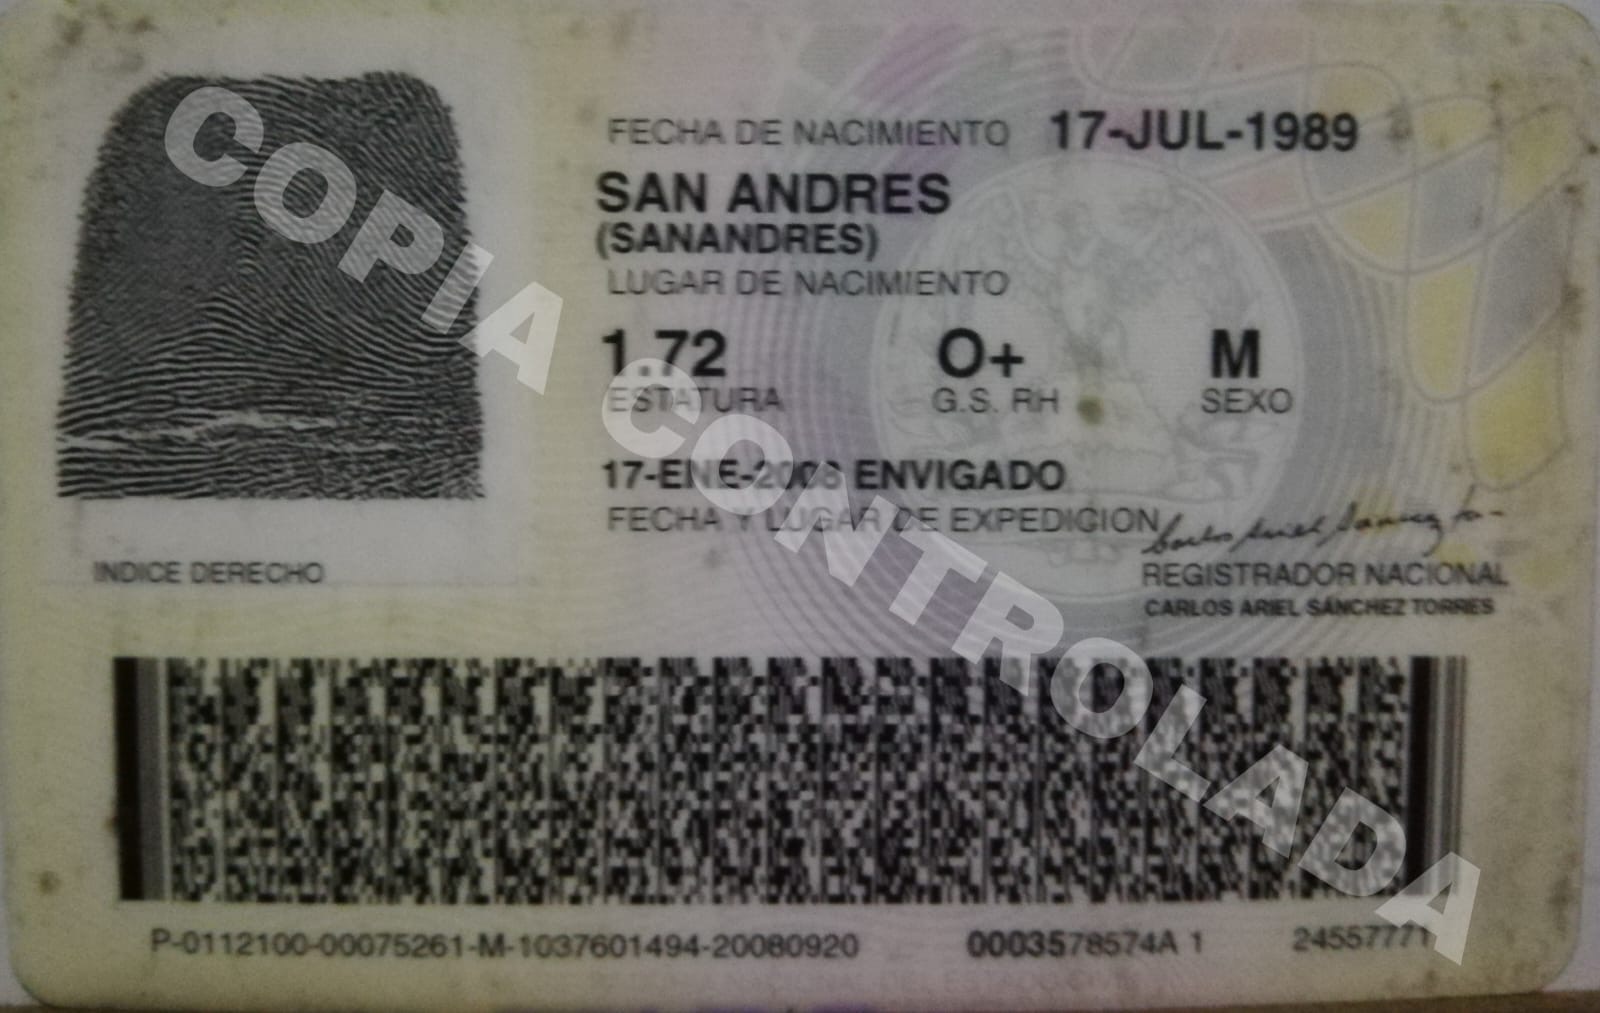 FECHA DE NACIMIENTO 17-JUL-1989
SAN ANDRES
(SANANDRES)
LUGAR DE NACIMIENTO
1.72 O+ M
ESTATURA G.S. RH SEXO
17-ENE-2008 ENVIGADO
FECHA Y LUGAR DE EXPEDICION
INDICE DERECHO
REGISTRADOR NACIONAL
CARLOS ARIEL SÁNCHEZ TORRES
P-0112100-00075261-M-1037601494-20080920 0003578574A 1 24557771
COPIA CONTROLADA